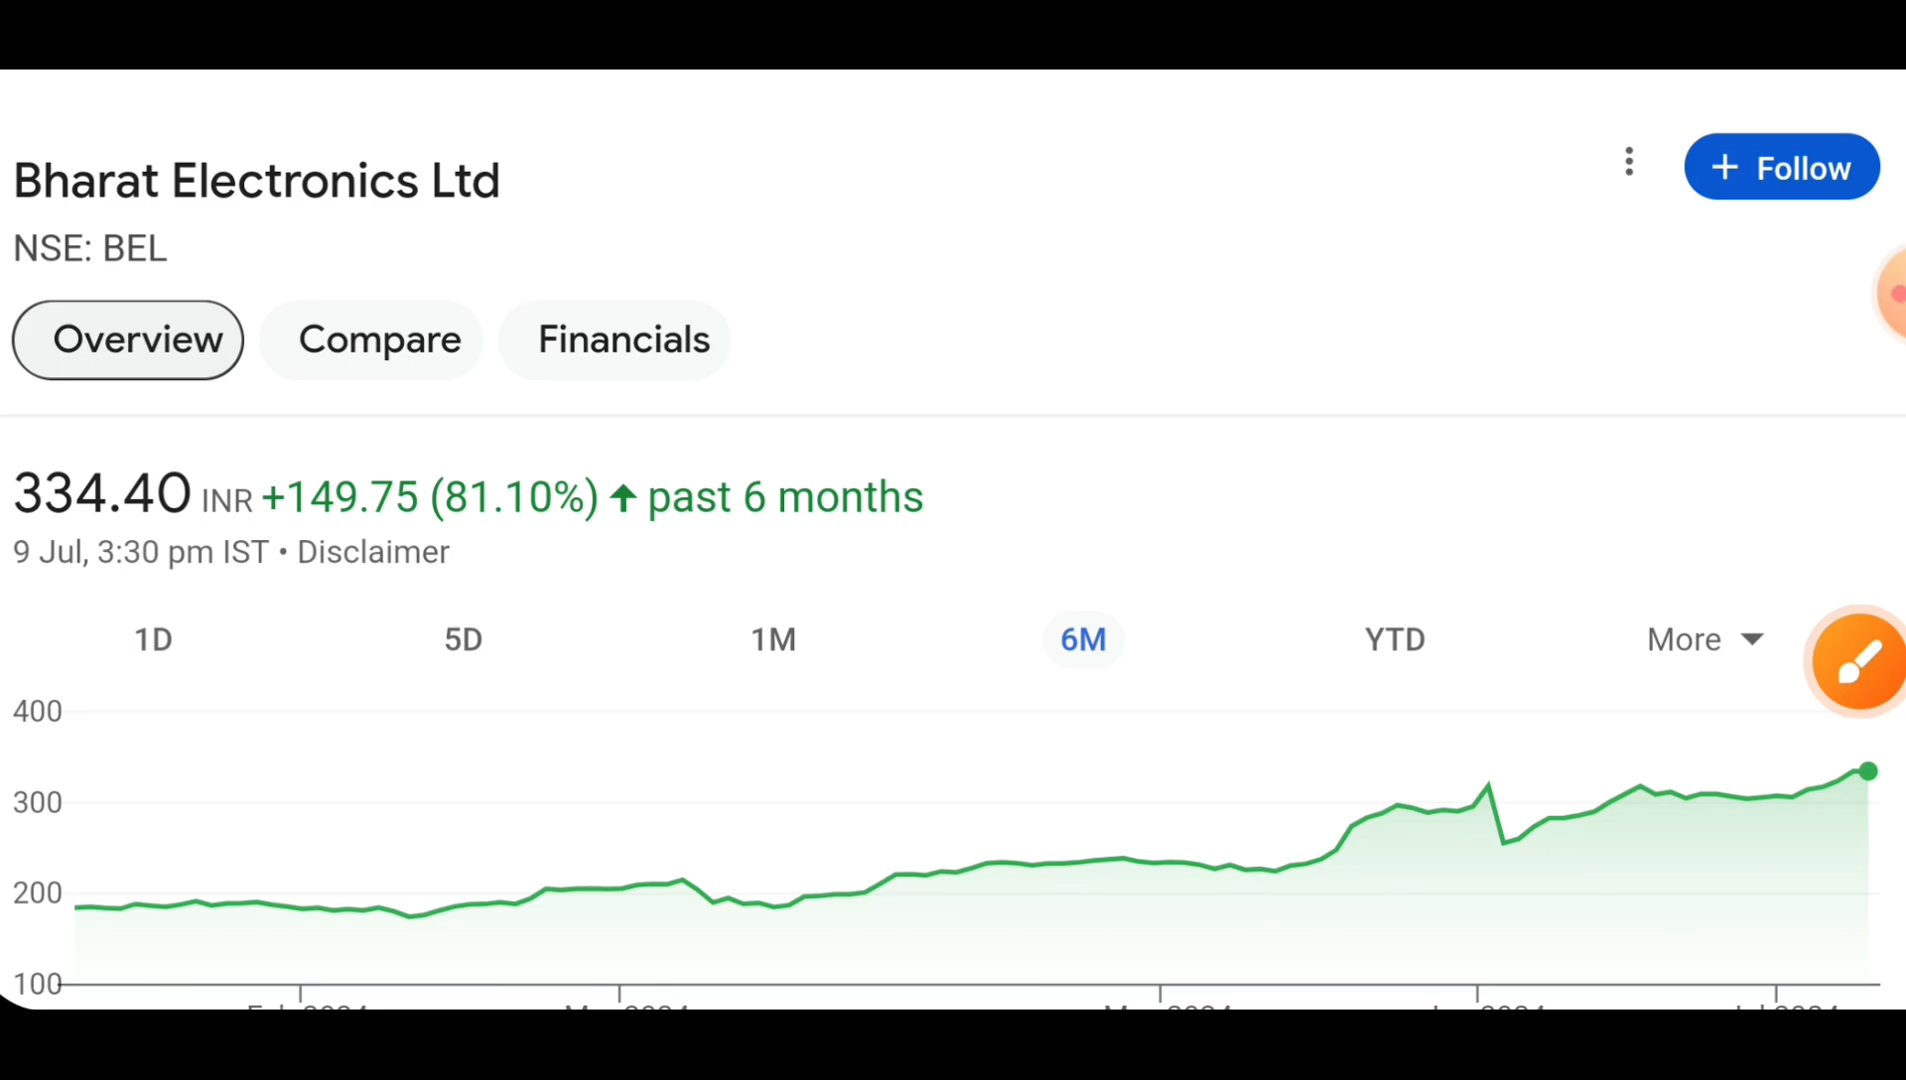 Bharat Electronics Ltd
+ Follow
NSE: BEL
Overview
Compare
Financials
334.40 INR +149.75 (81.10%) ↑ past 6 months
9 Jul, 3:30 pm IST • Disclaimer
1D
5D
1M
6M
YTD
More
400
300
200
100